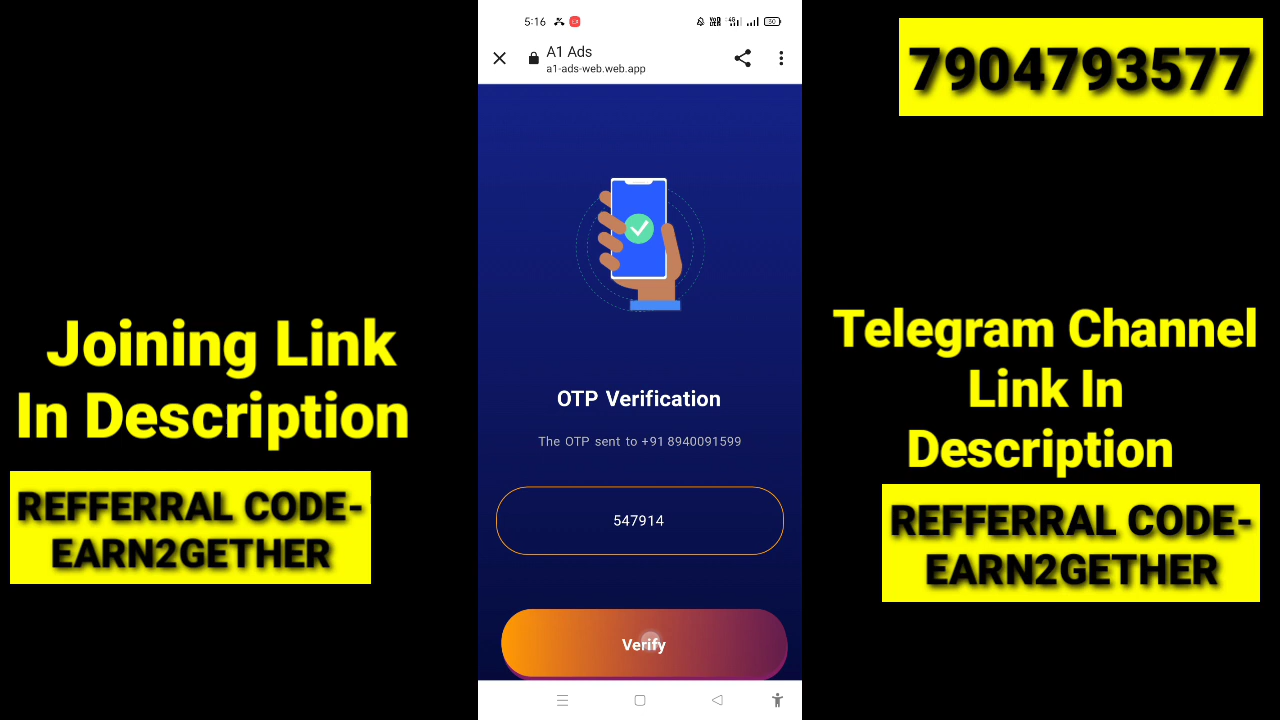 5:16
A1 Ads
a1-ads-web.web.app
7904793577
Joining Link
In Description
REFFERRAL CODE-
EARN2GETHER
OTP Verification
The OTP sent to +91 8940091599
547914
Verify
Telegram Channel
Link In
Description
REFFERRAL CODE-
EARN2GETHER